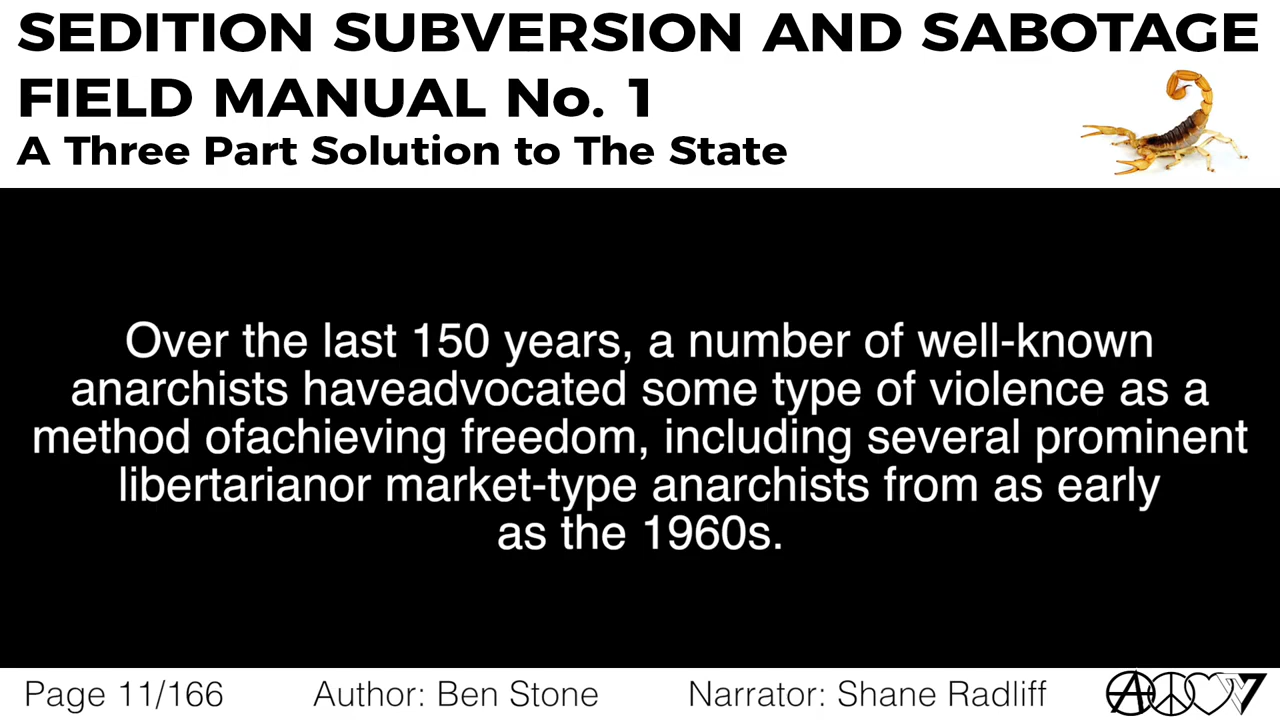 SEDITION SUBVERSION AND SABOTAGE
FIELD MANUAL No. 1
A Three Part Solution to The State
Over the last 150 years, a number of well-known
anarchists haveadvocated some type of violence as a
method ofachieving freedom, including several prominent
libertarianor market-type anarchists from as early
as the 1960s.
Page 11/166 Author: Ben Stone Narrator: Shane Radliff